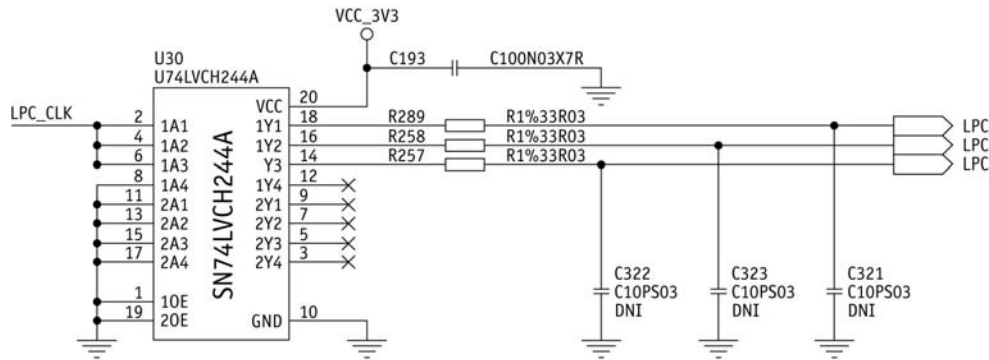 VCC_3V3
C193 C100N03X7R
U30
U74LVCH244A
LPC_CLK
VCC 20
2 1A1 1Y1 18 R289 R1%33R03 LPC
4 1A2 1Y2 16 R258 R1%33R03 LPC
6 1A3 Y3 14 R257 R1%33R03 LPC
8 1A4 1Y4 12
11 2A1 2Y1 9
13 2A2 2Y2 7
15 2A3 2Y3 5
17 2A4 2Y4 3
SN74LVCH244A
1 1OE
19 2OE GND 10
C322 C323 C321
C10PS03 C10PS03 C10PS03
DNI DNI DNI